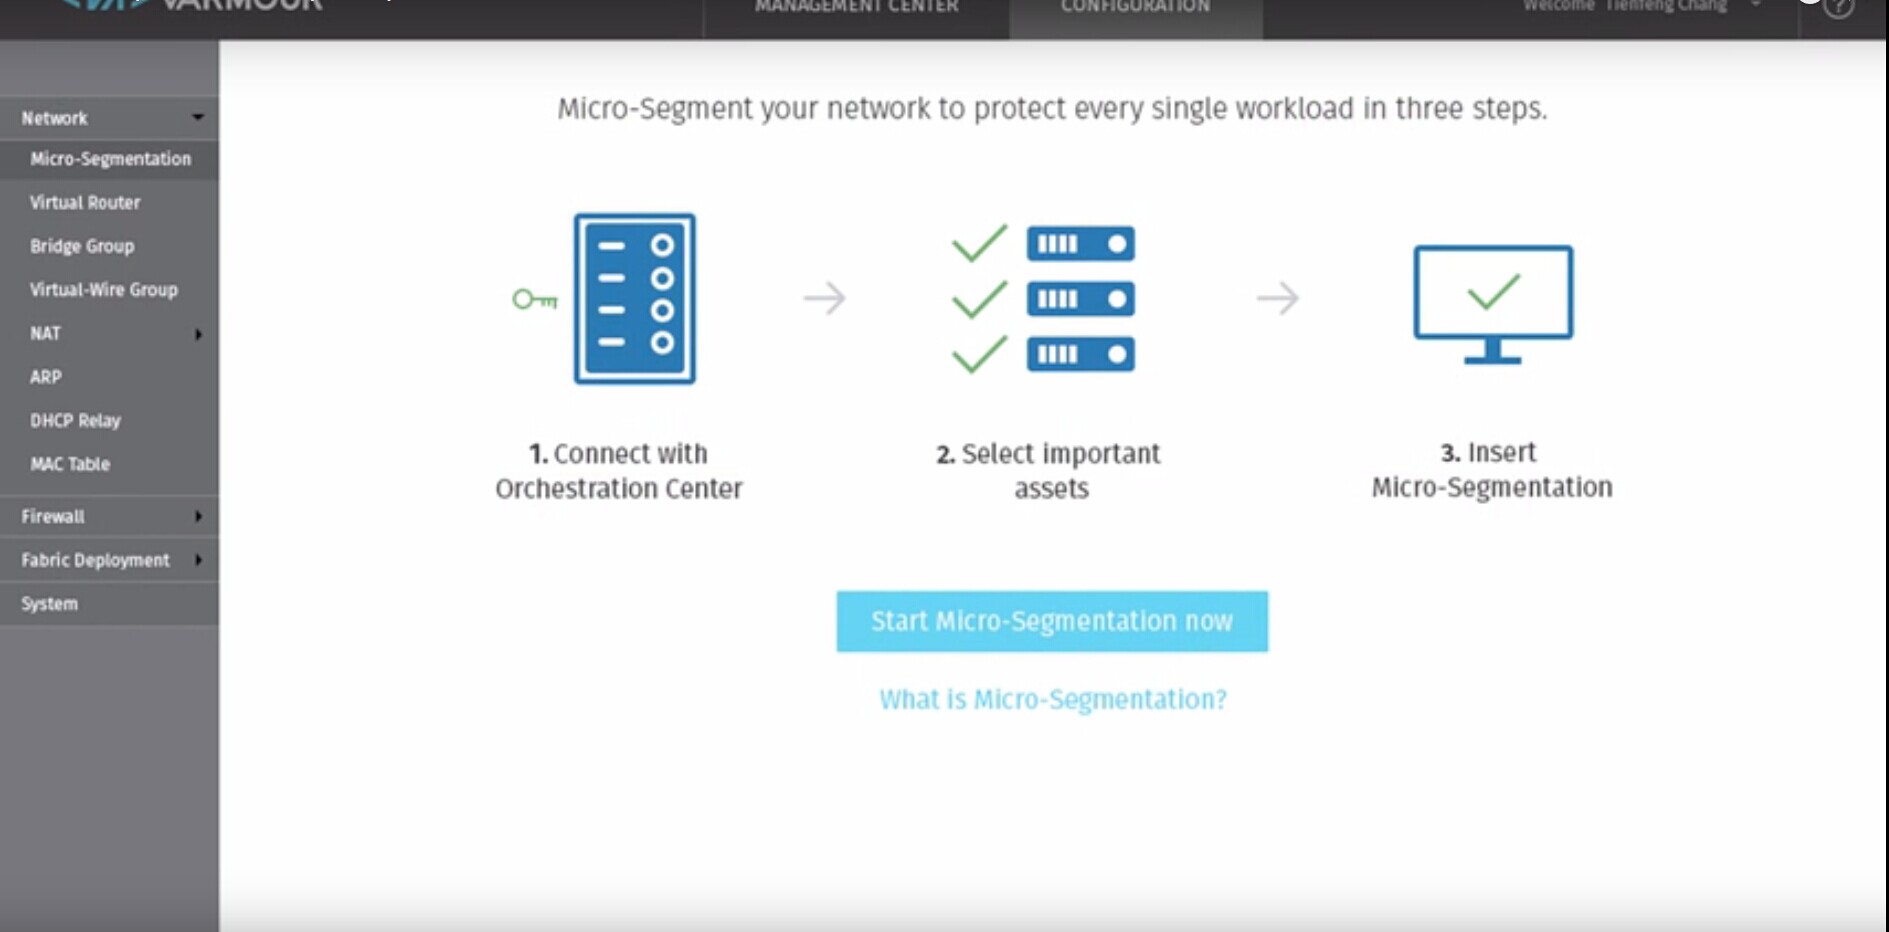 VARMOUR
MANAGEMENT CENTER
CONFIGURATION
Welcome Tienfeng Chang
?
Network
Micro-Segmentation
Virtual Router
Bridge Group
Virtual-Wire Group
NAT
ARP
DHCP Relay
MAC Table
Firewall
Fabric Deployment
System
Micro-Segment your network to protect every single workload in three steps.
1. Connect with
Orchestration Center
2. Select important
assets
3. Insert
Micro-Segmentation
Start Micro-Segmentation now
What is Micro-Segmentation?